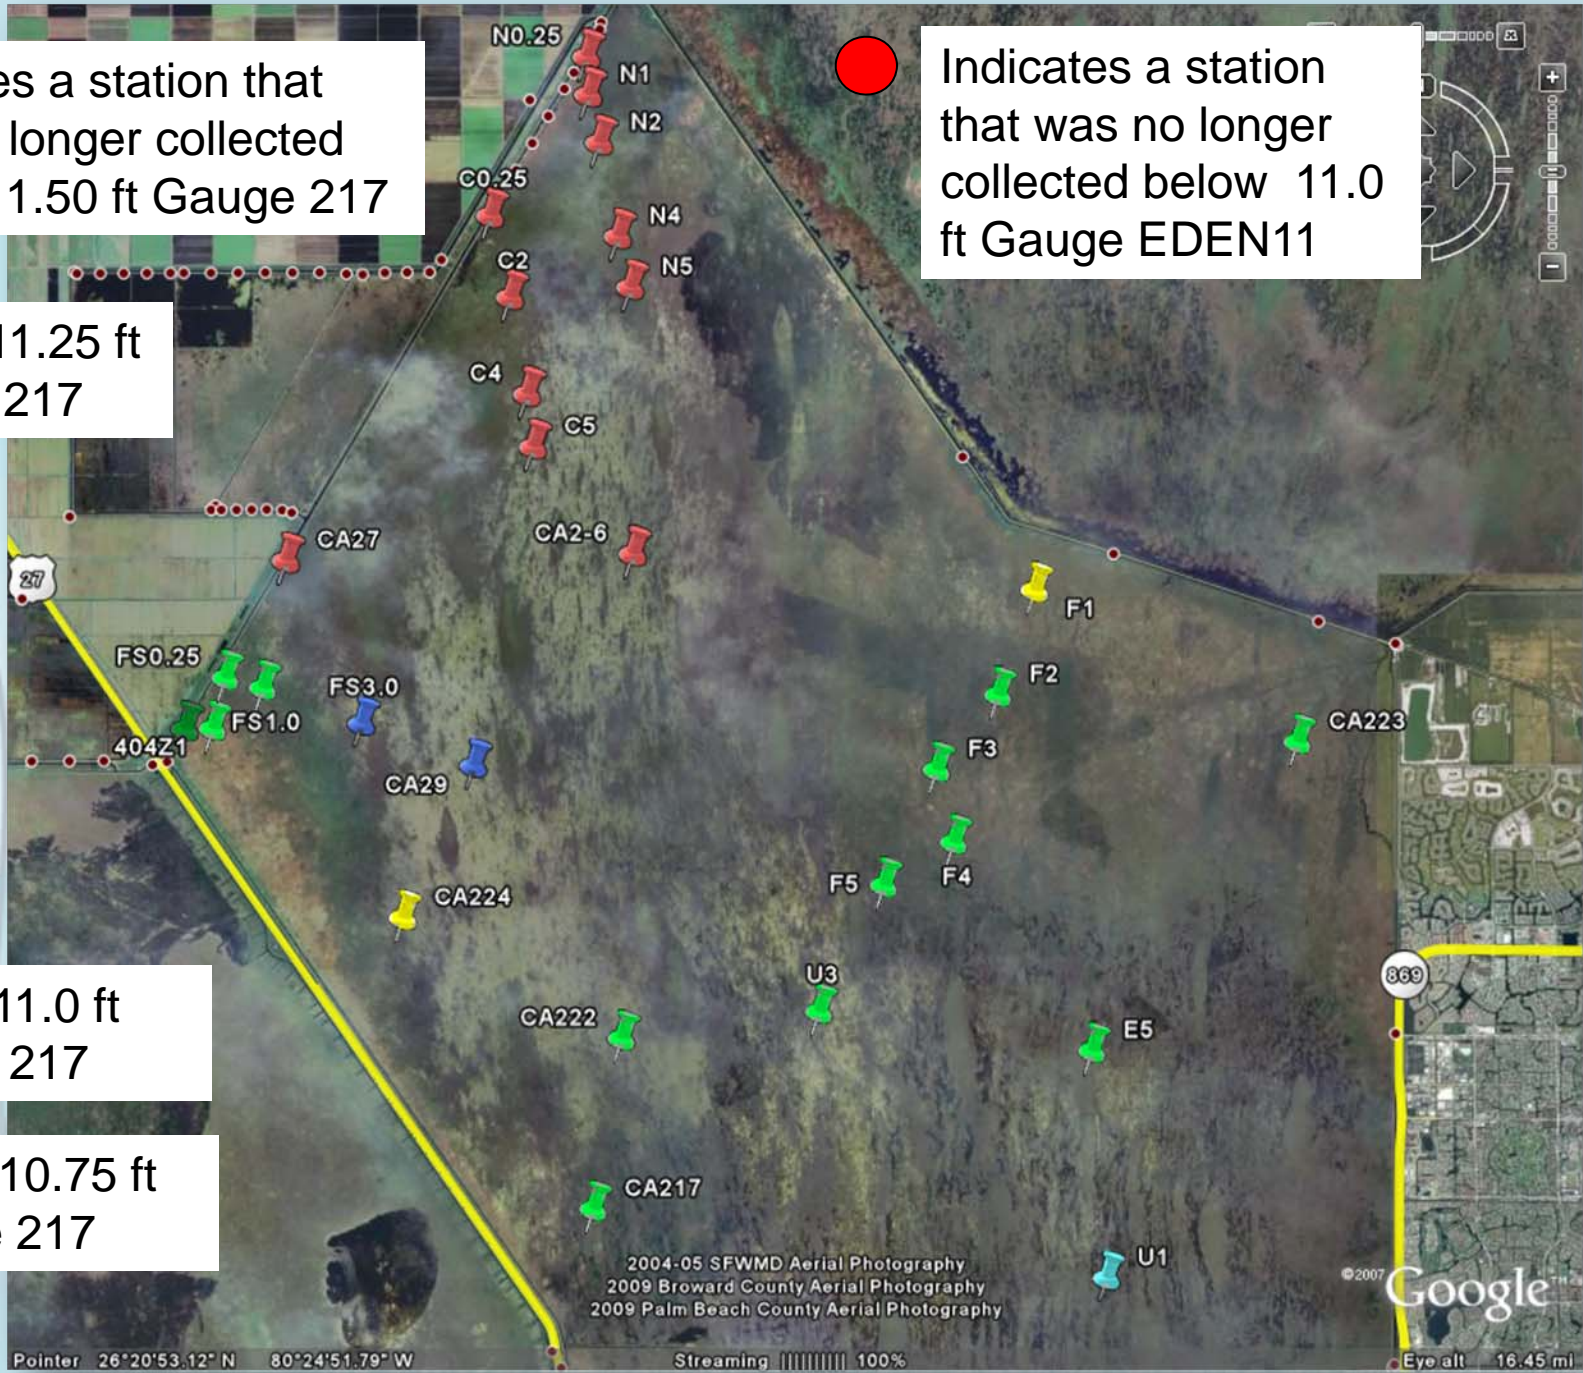 es a station that
longer collected
1.50 ft Gauge 217
Indicates a station
that was no longer
collected below 11.0
ft Gauge EDEN11
11.25 ft
217
11.0 ft
217
10.75 ft
217
N0.25
N1
N2
C0.25
N4
C2
N5
C4
C5
CA27
CA2-6
27
F1
FS0.25
F2
FS3.0
FS1.0
CA223
404Z1
F3
CA29
F5
F4
CA224
869
U3
CA222
E5
CA217
U1
2004-05 SFWMD Aerial Photography
2009 Broward County Aerial Photography
2009 Palm Beach County Aerial Photography
©2007 Google
Pointer 26°20'53.12" N 80°24'51.79" W
Streaming |||||||||| 100%
Eye alt 16.45 mi